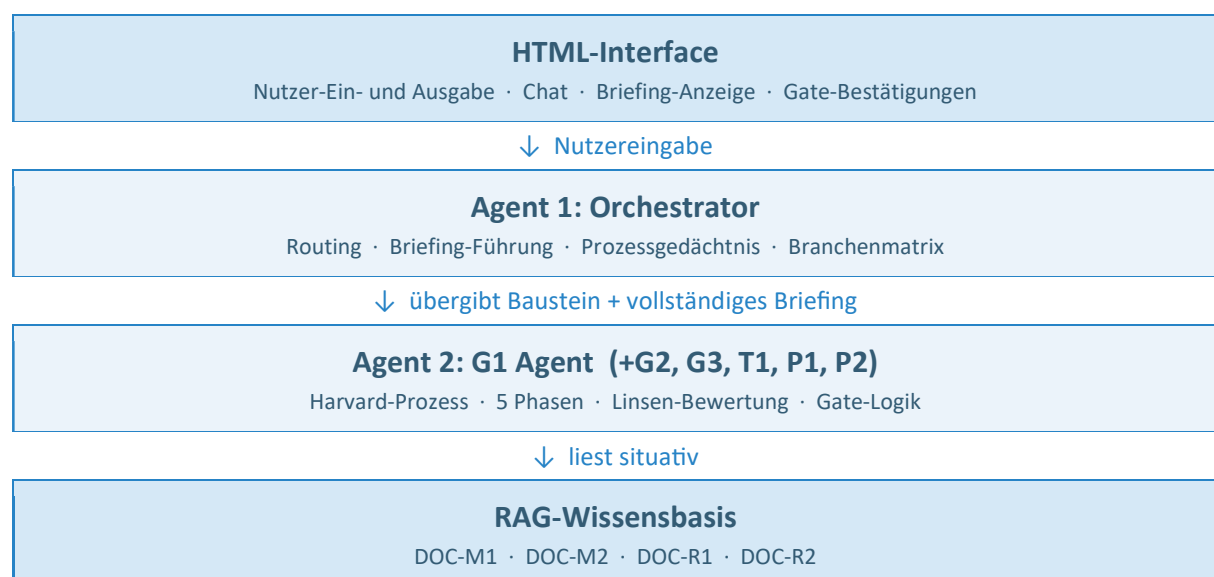 HTML-Interface
Nutzer-Ein- und Ausgabe · Chat · Briefing-Anzeige · Gate-Bestätigungen
↓ Nutzereingabe
Agent 1: Orchestrator
Routing · Briefing-Führung · Prozessgedächtnis · Branchenmatrix
↓ übergibt Baustein + vollständiges Briefing
Agent 2: G1 Agent (+G2, G3, T1, P1, P2)
Harvard-Prozess · 5 Phasen · Linsen-Bewertung · Gate-Logik
↓ liest situativ
RAG-Wissensbasis
DOC-M1 · DOC-M2 · DOC-R1 · DOC-R2